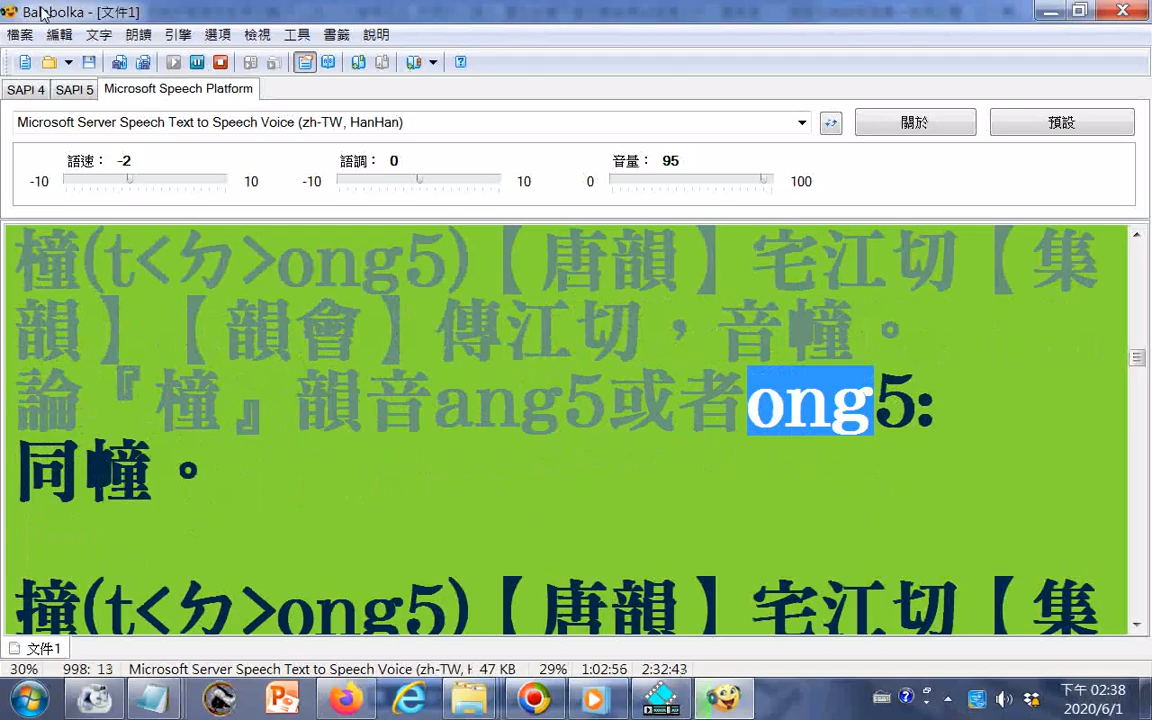 Balabolka - [文件1]
檔案 編輯 文字 朗讀 引擎 選項 檢視 工具 書籤 說明
SAPI 4 SAPI 5 Microsoft Speech Platform
Microsoft Server Speech Text to Speech Voice (zh-TW, HanHan) 關於 預設
語速： -2 語調： 0 音量： 95
-10 10 -10 10 0 100
橦(t<ㄉ>ong5)【唐韻】宅江切【集
韻】【韻會】傳江切，音幢。
論『橦』韻音ang5或者ong5:
同幢。
撞(t<ㄉ>ong5)【唐韻】宅江切【集
文件1
30% 998: 13 Microsoft Server Speech Text to Speech Voice (zh-TW, H 47 KB 29% 1:02:56 2:32:43
下午 02:38
2020/6/1